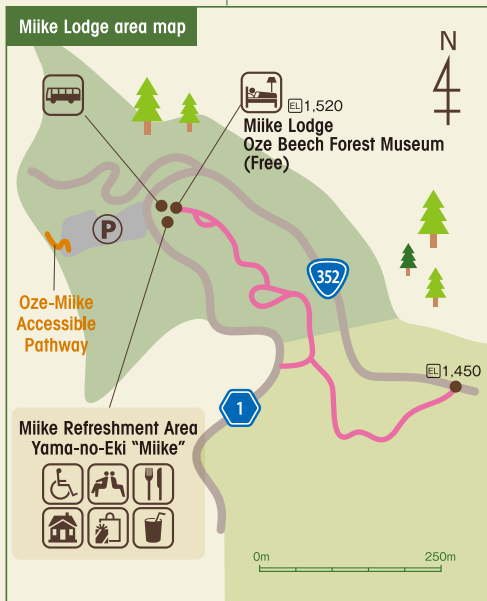 Miike Lodge area map
N
EL 1,520
Miike Lodge
Oze Beech Forest Museum
(Free)
P
352
Oze-Miike
Accessible
Pathway
EL 1,450
1
Miike Refreshment Area
Yama-no-Eki “Miike”
0m 250m